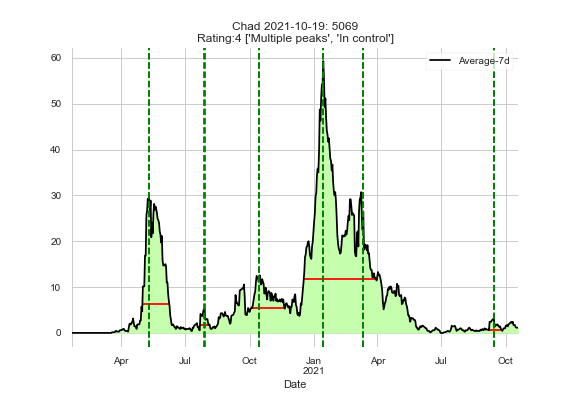 Chad 2021-10-19: 5069
Rating:4 ['Multiple peaks', 'In control']
Average-7d
60
50
40
30
20
10
0
Apr Jul Oct Jan Apr Jul Oct
2021
Date